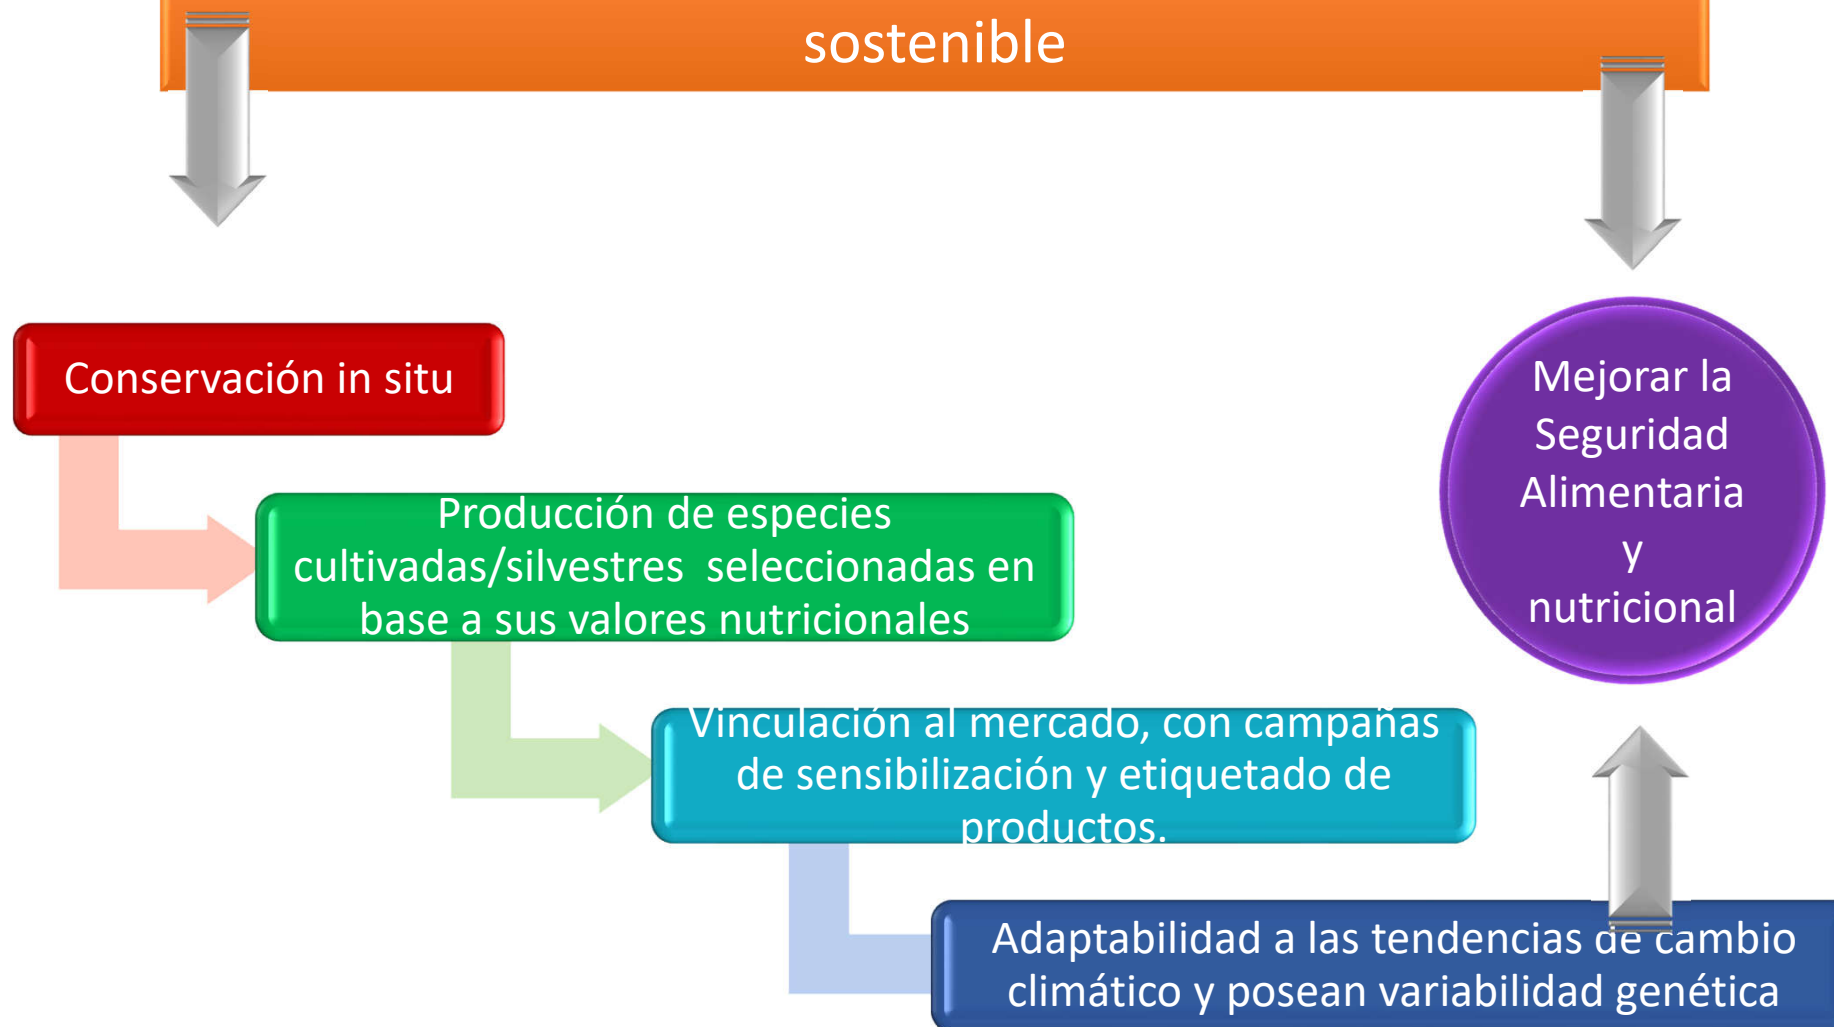 sostenible
Conservación in situ
Producción de especies
cultivadas/silvestres seleccionadas en
base a sus valores nutricionales
Vinculación al mercado, con campañas
de sensibilización y etiquetado de
productos.
Adaptabilidad a las tendencias de cambio
climático y posean variabilidad genética
Mejorar la
Seguridad
Alimentaria
y
nutricional